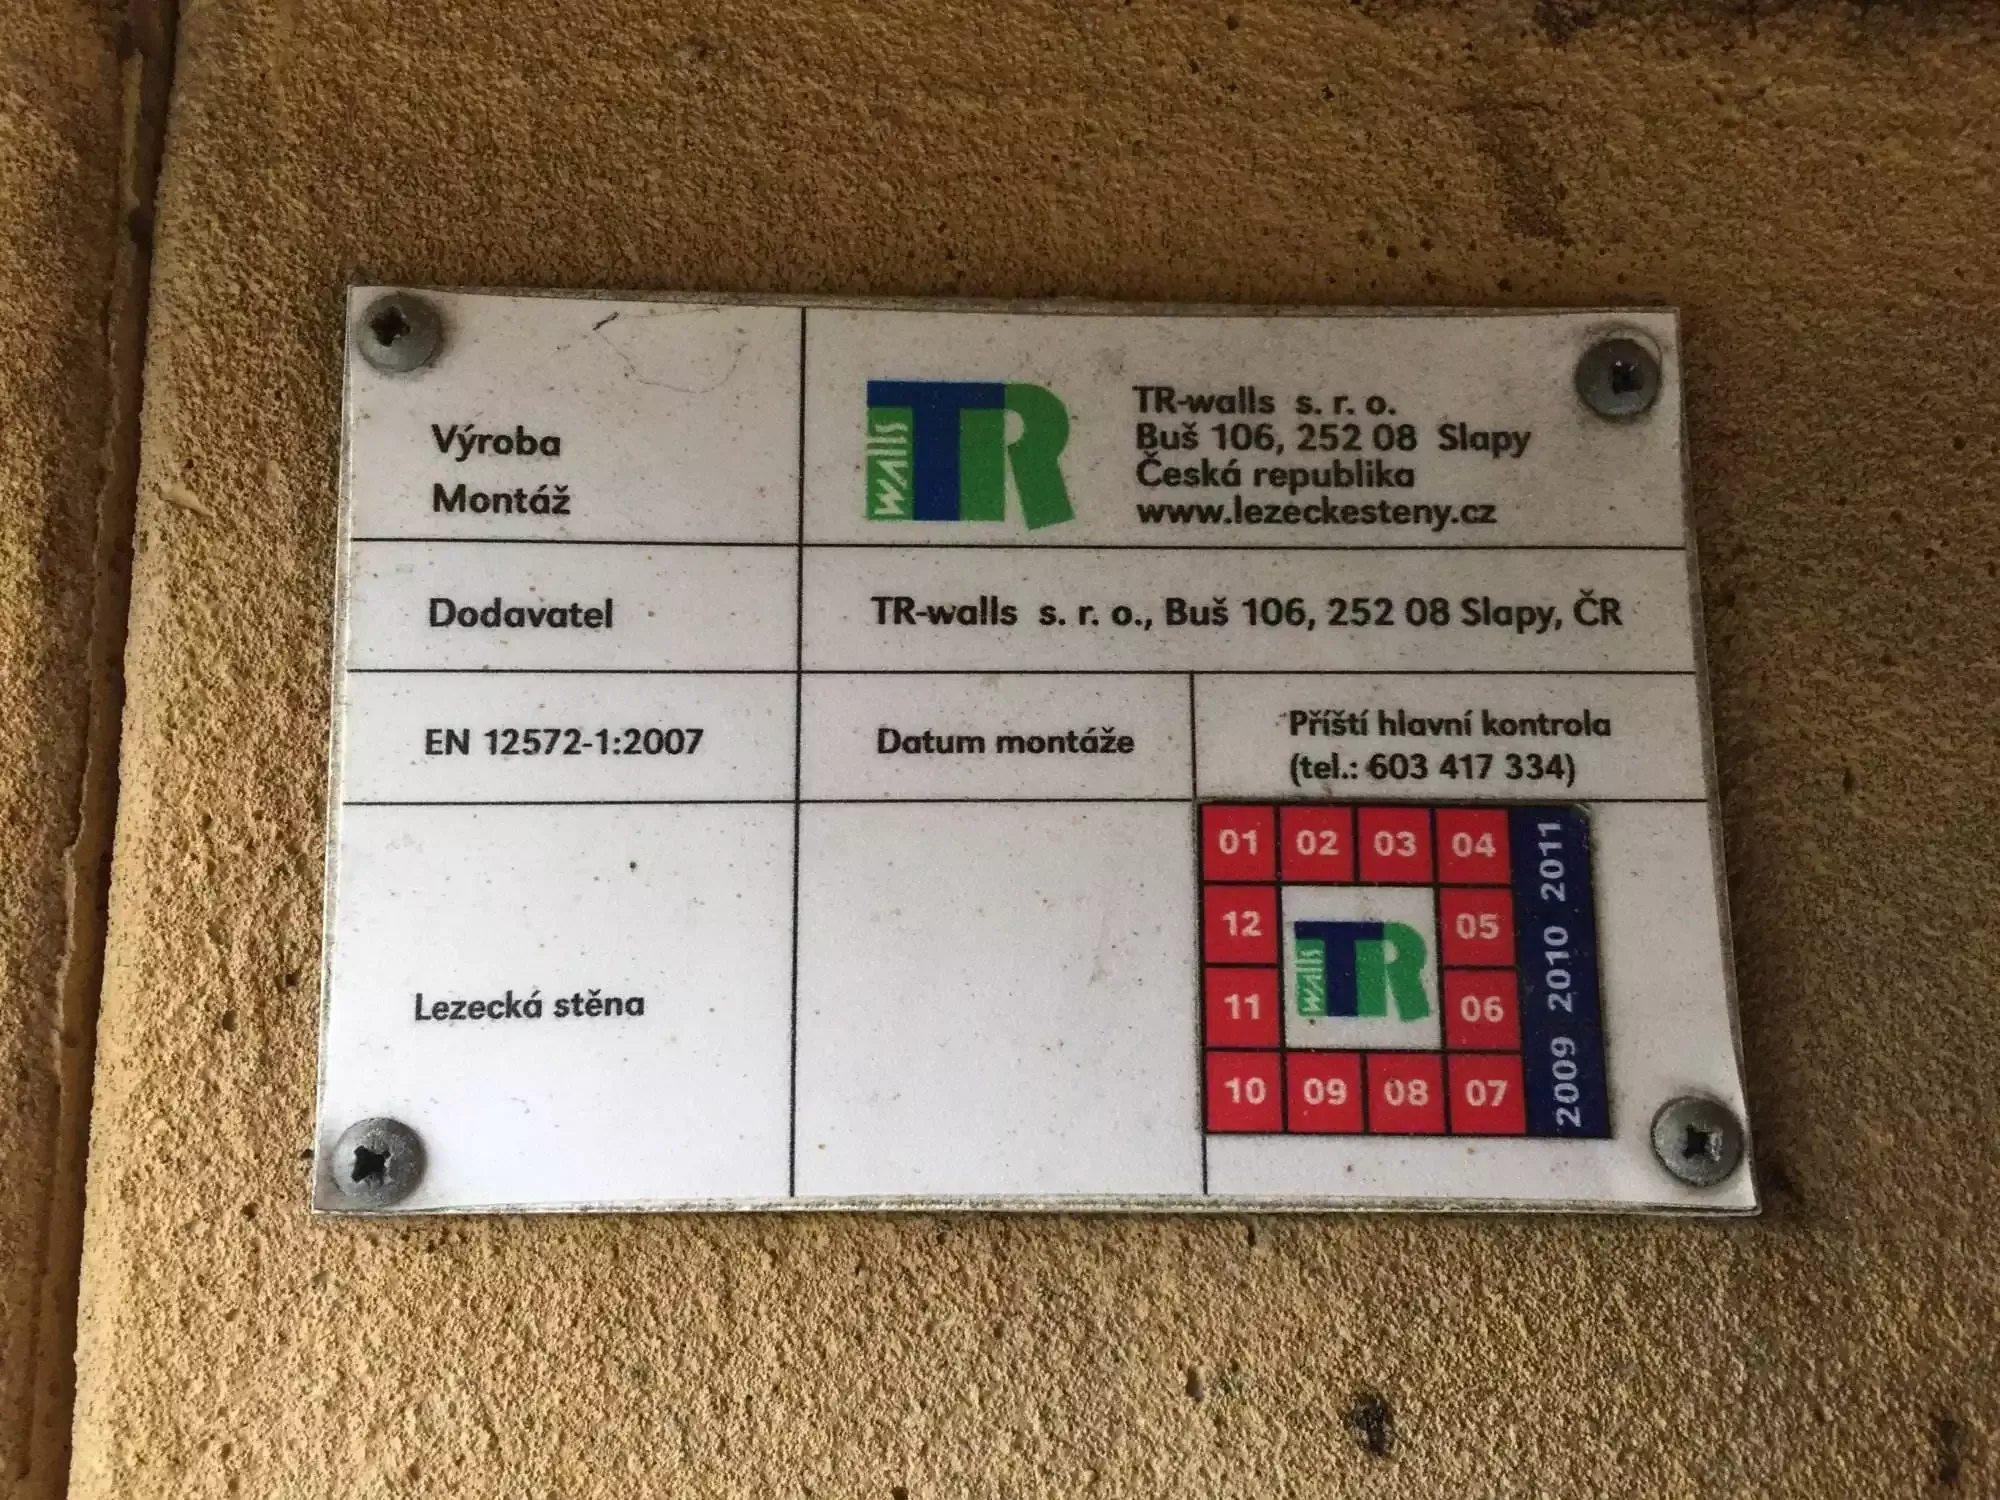 Výroba
Montáž
walls TR
TR-walls s. r. o.
Buš 106, 252 08 Slapy
Česká republika
www.lezeckesteny.cz
Dodavatel
TR-walls s. r. o., Buš 106, 252 08 Slapy, ČR
EN 12572-1:2007
Datum montáže
Příští hlavní kontrola
(tel.: 603 417 334)
Lezecká stěna
01 02 03 04
12 walls TR 05
11 06
10 09 08 07
2009 2010 2011